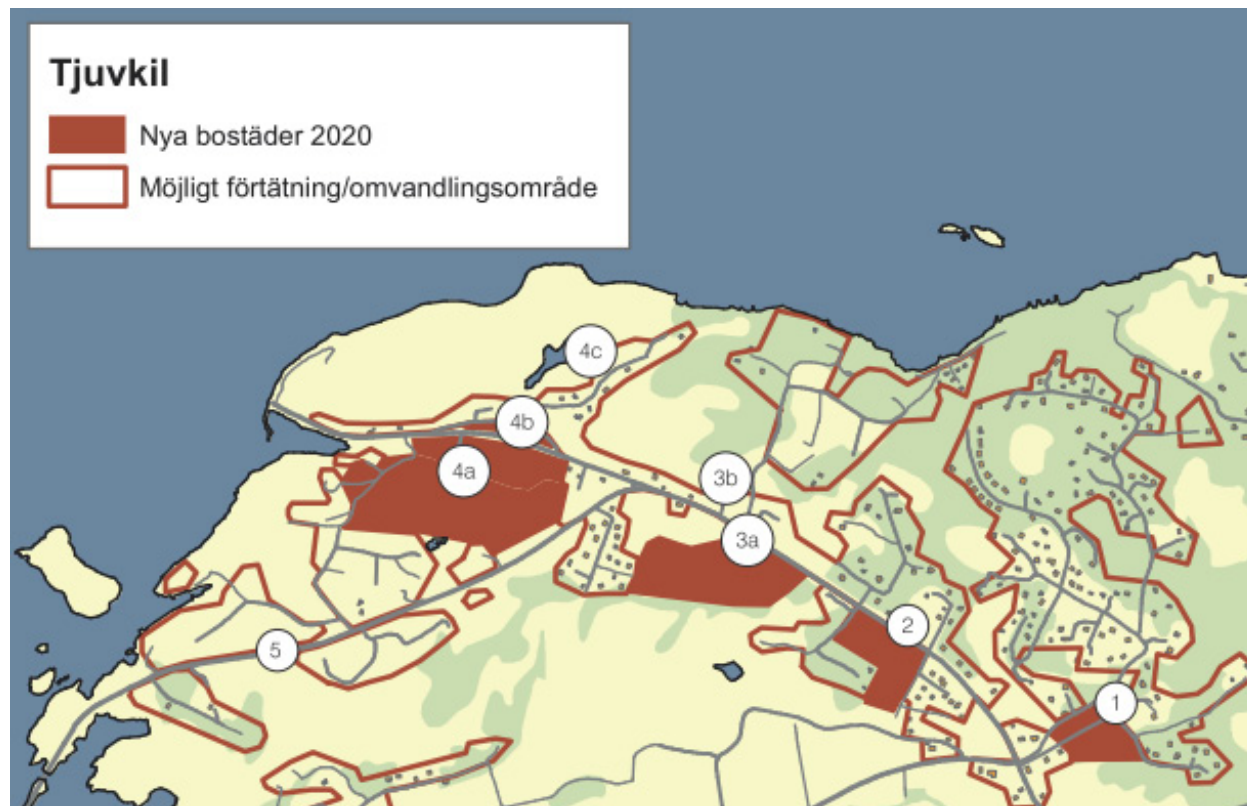 Tjuvkil
Nya bostäder 2020
Möjligt förtätning/omvandlingsområde
4c
4b
4a
3b
3a
2
5
1